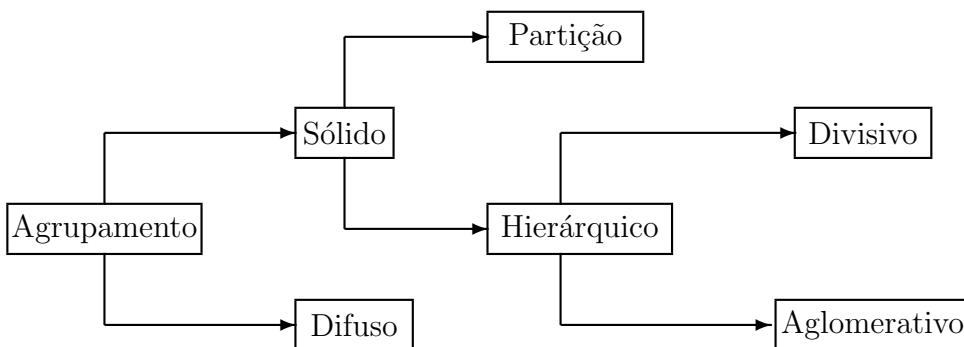 Partição
Sólido
Divisivo
Agrupamento
Hierárquico
Difuso
Aglomerativo